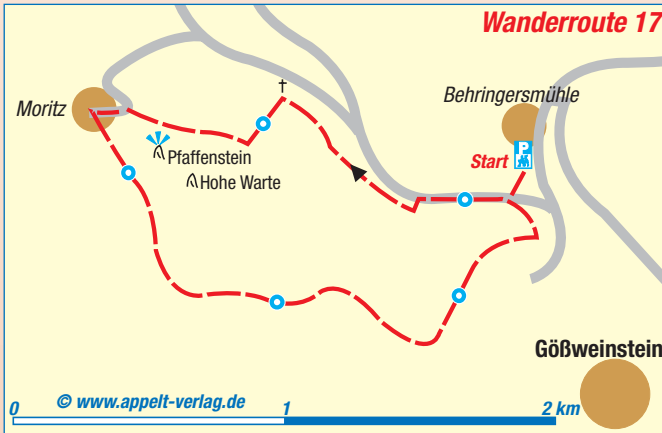 Wanderroute 17
Moritz
Behringersmühle
P
Start
Pfaffenstein
Hohe Warte
Gößweinstein
© www.appelt-verlag.de
0 1 2 km